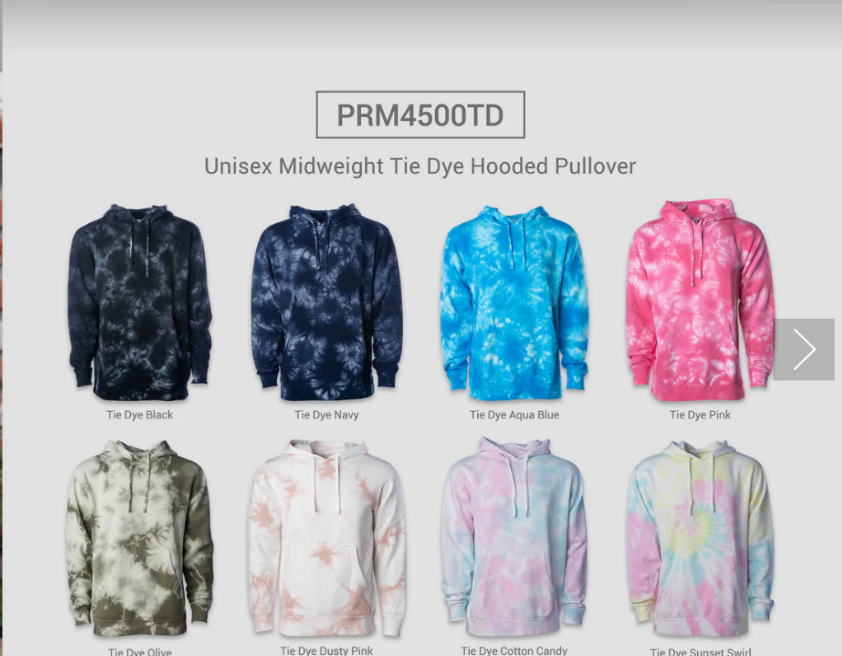 PRM4500TD
Unisex Midweight Tie Dye Hooded Pullover
Tie Dye Black
Tie Dye Navy
Tie Dye Aqua Blue
Tie Dye Pink
Tie Dye Olive
Tie Dye Dusty Pink
Tie Dye Cotton Candy
Tie Dye Sunset Swirl